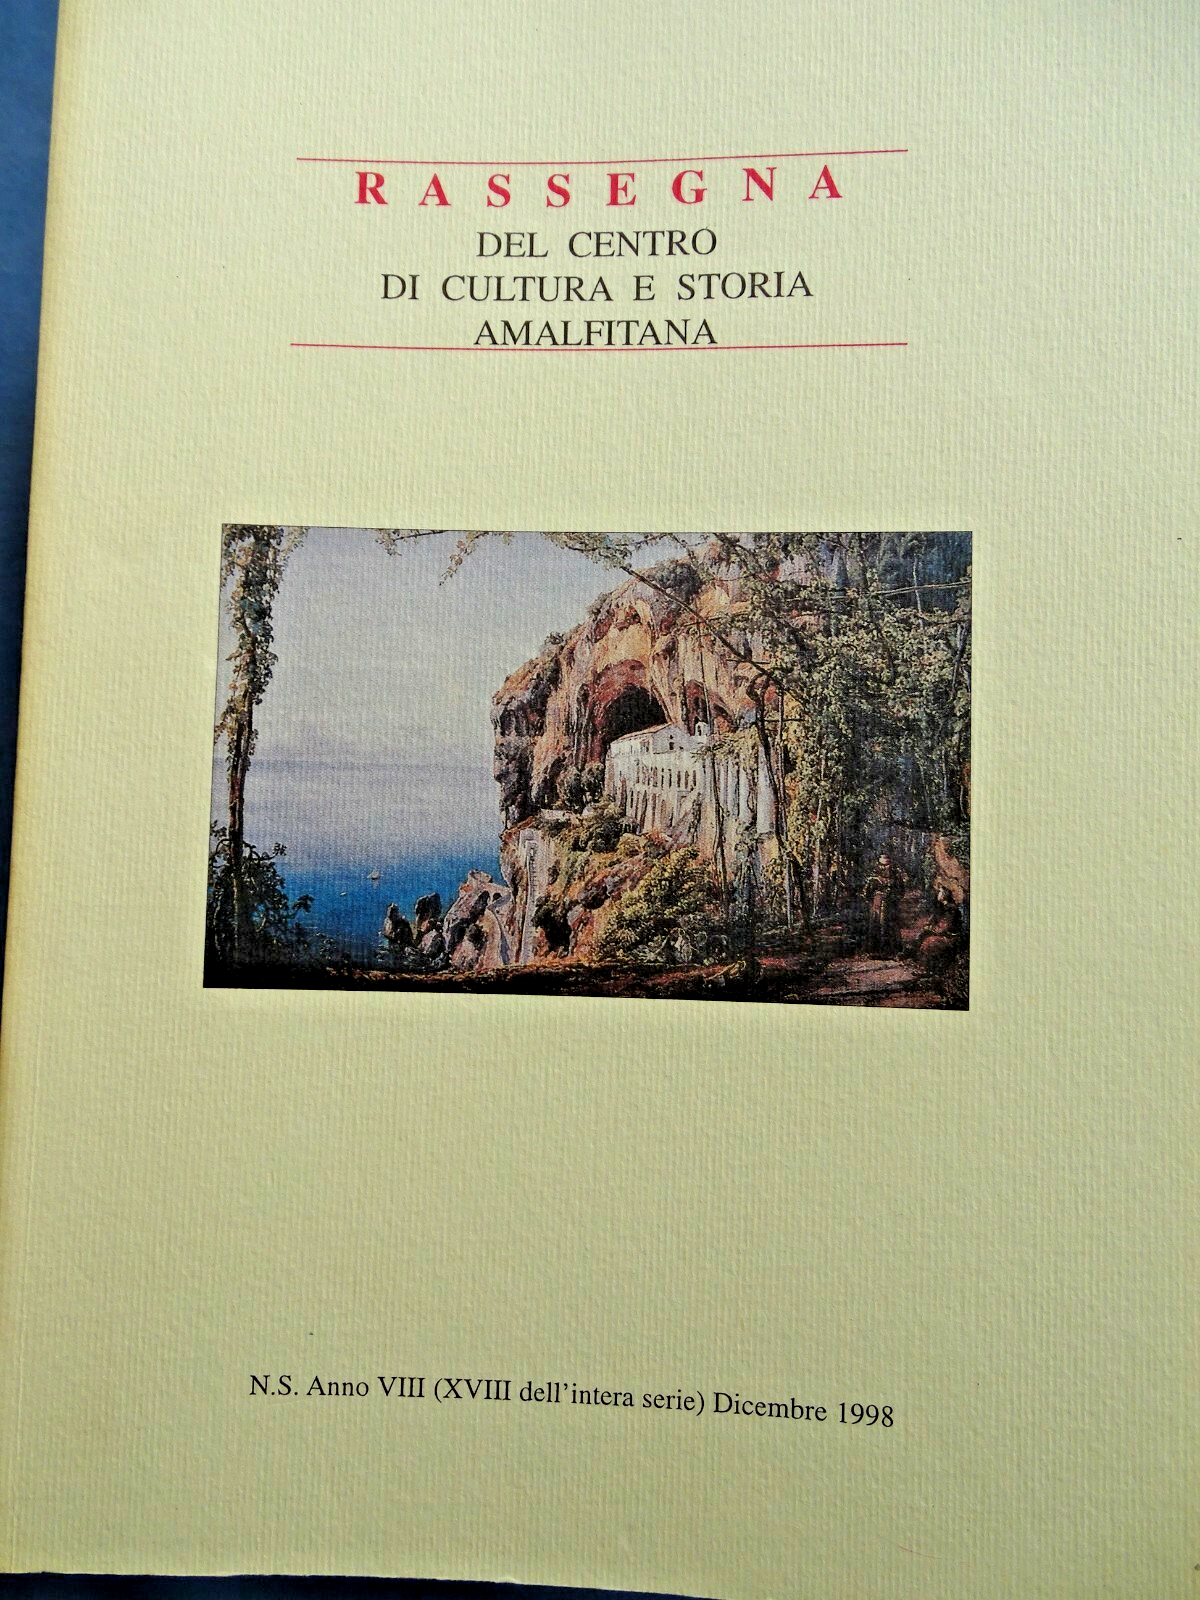 RASSEGNA
DEL CENTRO
DI CULTURA E STORIA
AMALFITANA
N.S. Anno VIII (XVIII dell'intera serie) Dicembre 1998